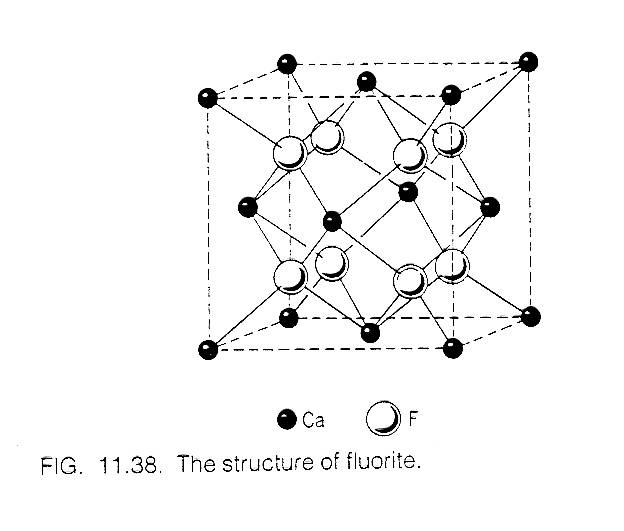 Ca F
FIG. 11.38. The structure of fluorite.